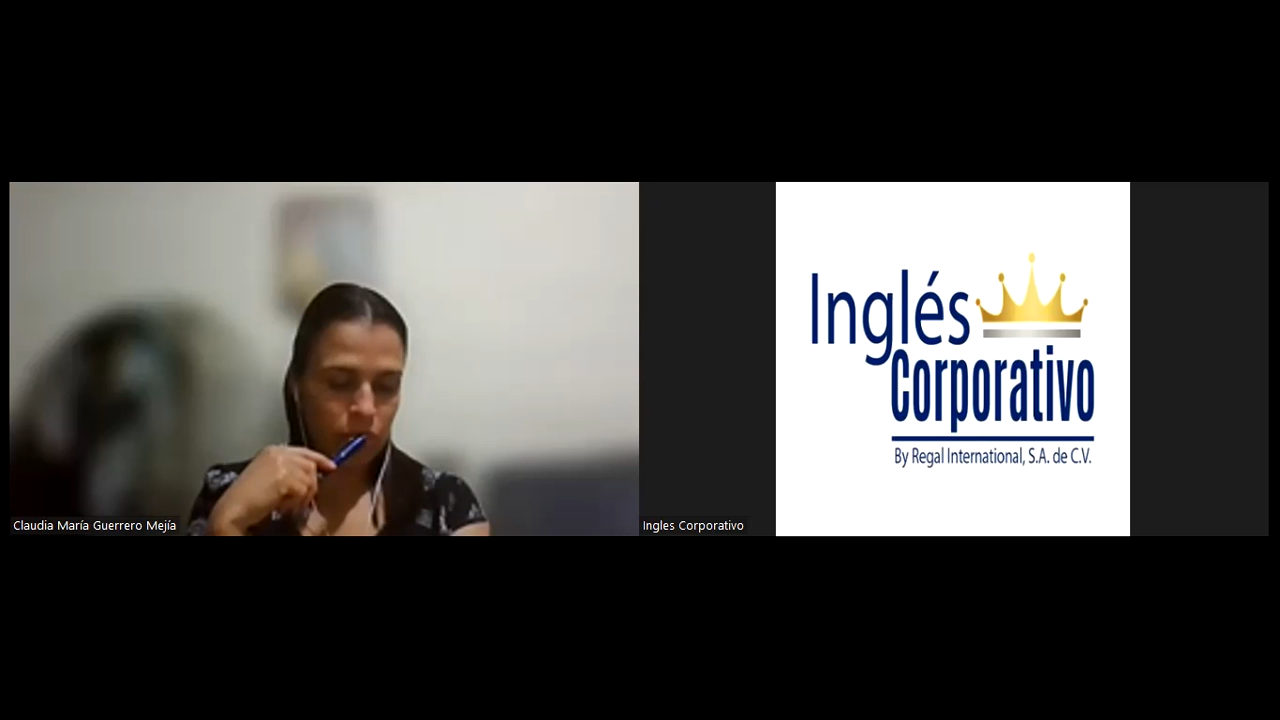 Claudia María Guerrero Mejía
Inglés
Corporativo
By Regal International, S.A. de C.V.
Ingles Corporativo